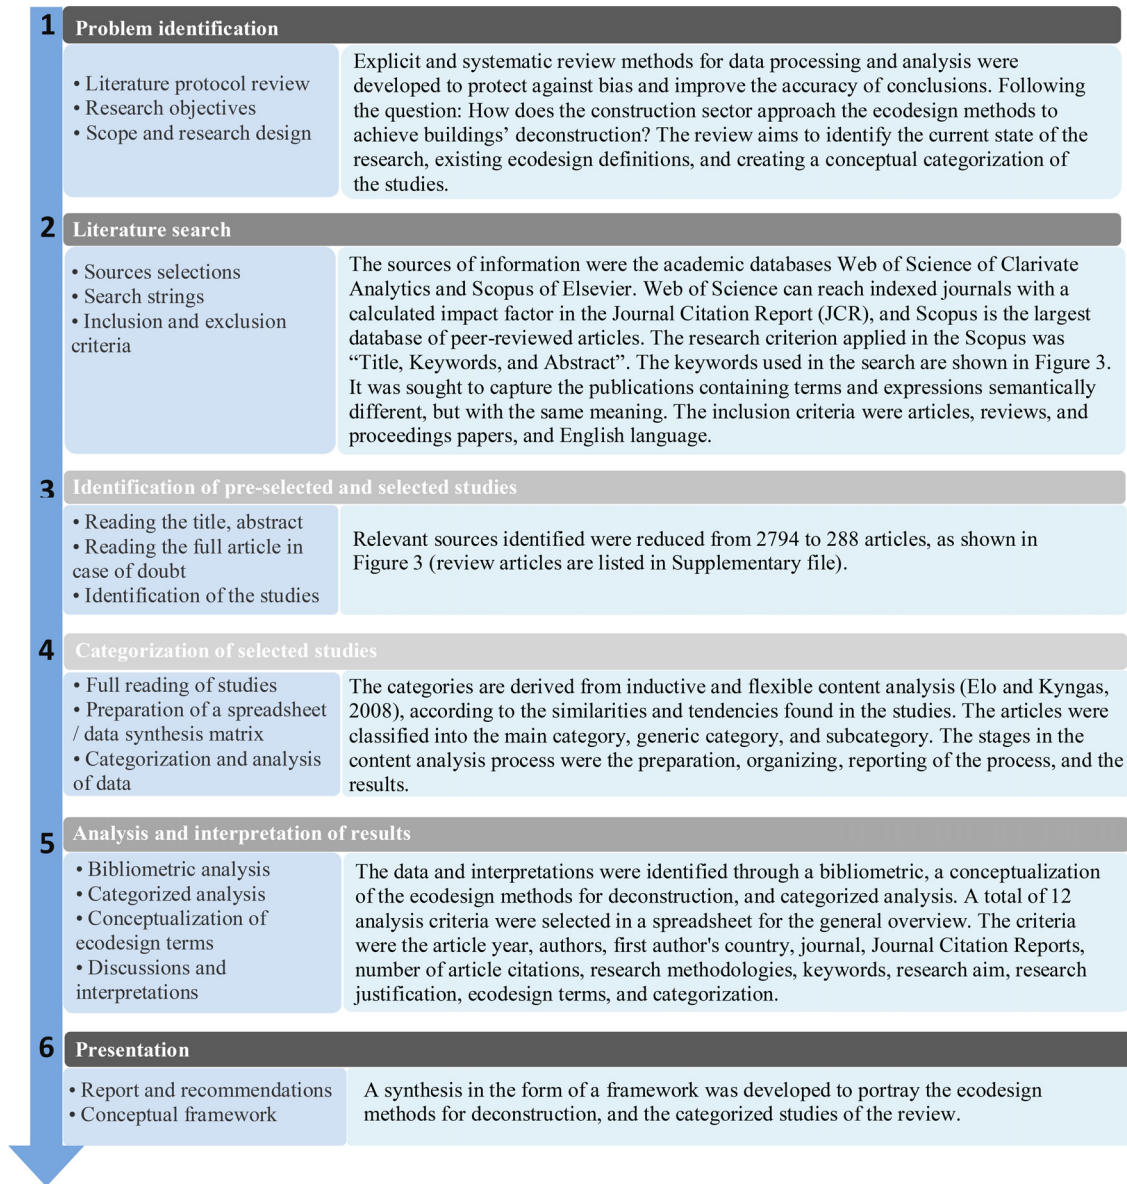 1
Problem identification
• Literature protocol review
• Research objectives
• Scope and research design
Explicit and systematic review methods for data processing and analysis were
developed to protect against bias and improve the accuracy of conclusions. Following
the question: How does the construction sector approach the ecodesign methods to
achieve buildings’ deconstruction? The review aims to identify the current state of the
research, existing ecodesign definitions, and creating a conceptual categorization of
the studies.
2
Literature search
• Sources selections
• Search strings
• Inclusion and exclusion
criteria
The sources of information were the academic databases Web of Science of Clarivate
Analytics and Scopus of Elsevier. Web of Science can reach indexed journals with a
calculated impact factor in the Journal Citation Report (JCR), and Scopus is the largest
database of peer-reviewed articles. The research criterion applied in the Scopus was
“Title, Keywords, and Abstract”. The keywords used in the search are shown in Figure 3.
It was sought to capture the publications containing terms and expressions semantically
different, but with the same meaning. The inclusion criteria were articles, reviews, and
proceedings papers, and English language.
3
Identification of pre-selected and selected studies
• Reading the title, abstract
• Reading the full article in
case of doubt
• Identification of the studies
Relevant sources identified were reduced from 2794 to 288 articles, as shown in
Figure 3 (review articles are listed in Supplementary file).
4
Categorization of selected studies
• Full reading of studies
• Preparation of a spreadsheet
/ data synthesis matrix
• Categorization and analysis
of data
The categories are derived from inductive and flexible content analysis (Elo and Kyngas,
2008), according to the similarities and tendencies found in the studies. The articles were
classified into the main category, generic category, and subcategory. The stages in the
content analysis process were the preparation, organizing, reporting of the process, and the
results.
5
Analysis and interpretation of results
• Bibliometric analysis
• Categorized analysis
• Conceptualization of
ecodesign terms
• Discussions and
interpretations
The data and interpretations were identified through a bibliometric, a conceptualization
of the ecodesign methods for deconstruction, and categorized analysis. A total of 12
analysis criteria were selected in a spreadsheet for the general overview. The criteria
were the article year, authors, first author's country, journal, Journal Citation Reports,
number of article citations, research methodologies, keywords, research aim, research
justification, ecodesign terms, and categorization.
6
Presentation
• Report and recommendations
• Conceptual framework
A synthesis in the form of a framework was developed to portray the ecodesign
methods for deconstruction, and the categorized studies of the review.